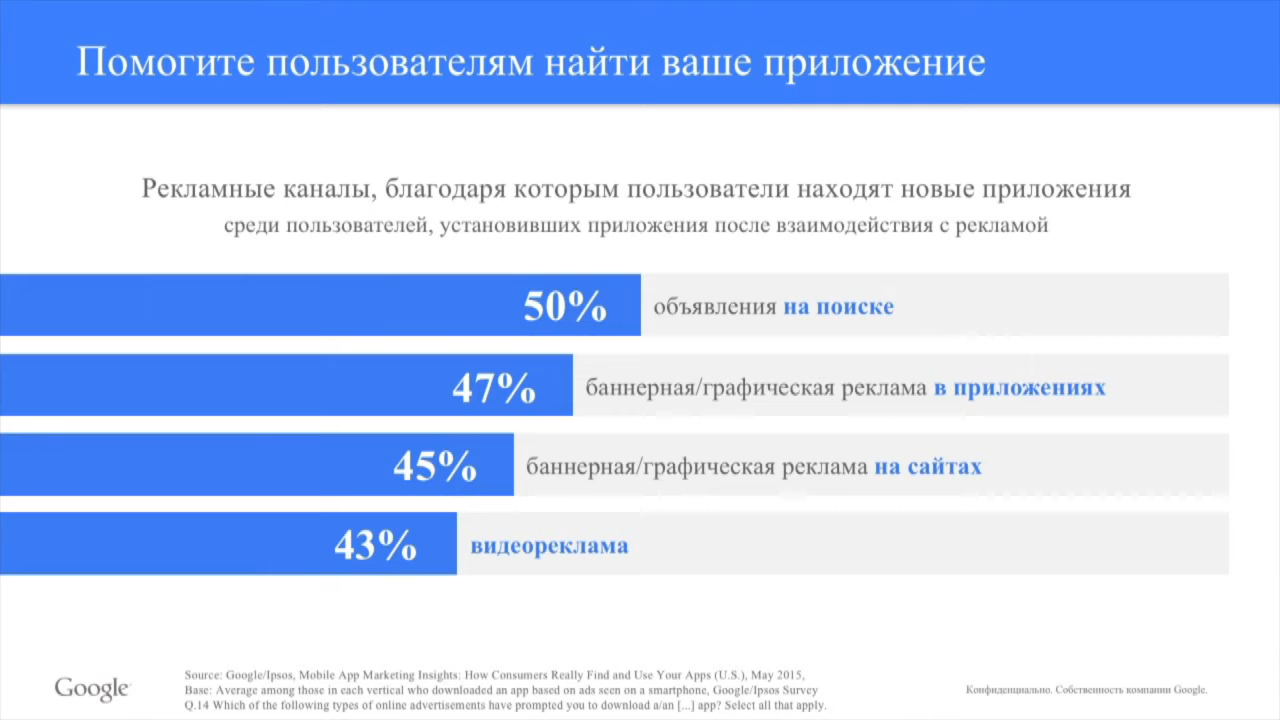 Помогите пользователям найти ваше приложение
Рекламные каналы, благодаря которым пользователи находят новые приложения
среди пользователей, установивших приложения после взаимодействия с рекламой
50% объявления на поиске
47% баннерная/графическая реклама в приложениях
45% баннерная/графическая реклама на сайтах
43% видеореклама
Google
Source: Google/Ipsos, Mobile App Marketing Insights: How Consumers Really Find and Use Your Apps (U.S.), May 2015,
Base: Average among those in each vertical who downloaded an app based on ads seen on a smartphone, Google/Ipsos Survey
Q.14 Which of the following types of online advertisements have prompted you to download a/an [...] app? Select all that apply.
Конфиденциально. Собственность компании Google.